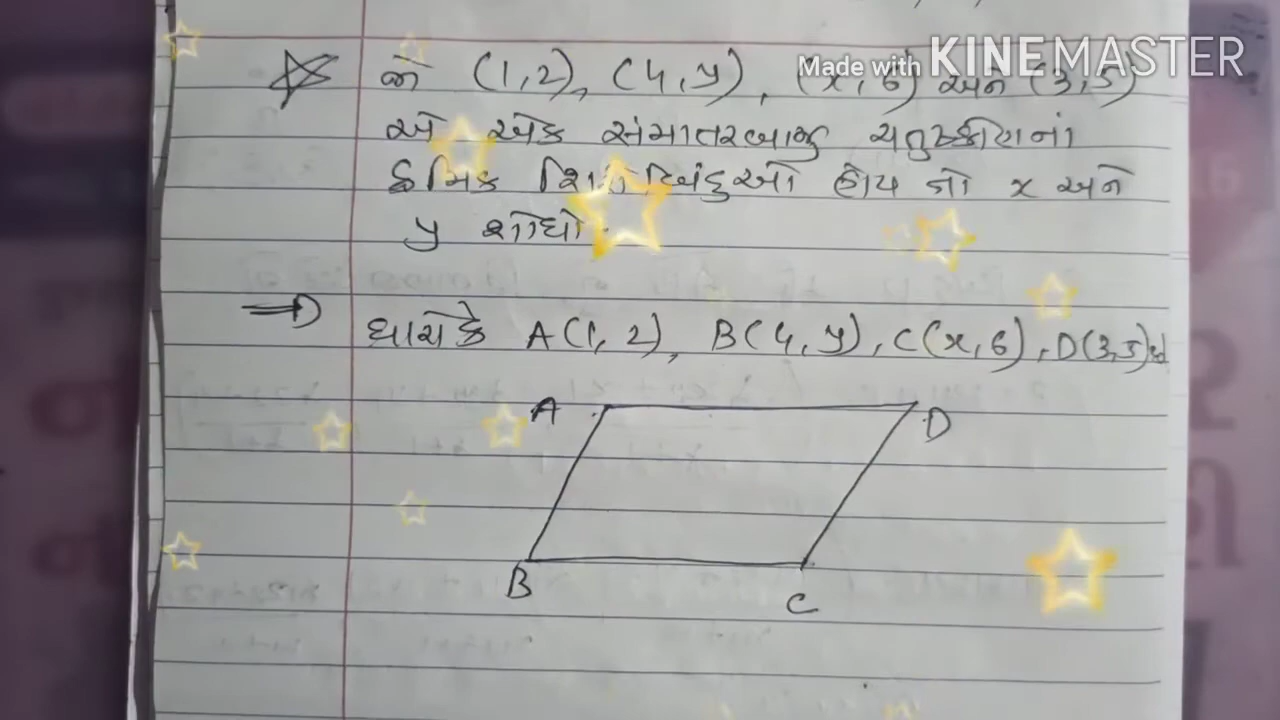 Made with KINEMASTER
જો (1,2), (4,y), (x,6) અને (3,5)
એ એક સમાંતરબાજુ ચતુષ્કોણનાં
ક્રમિક શિરોબિંદુઓ હોય તો x અને
y શોધો.
ધારોકે A(1,2), B(4,y), C(x,6), D(3,5) છે
A
D
B
C